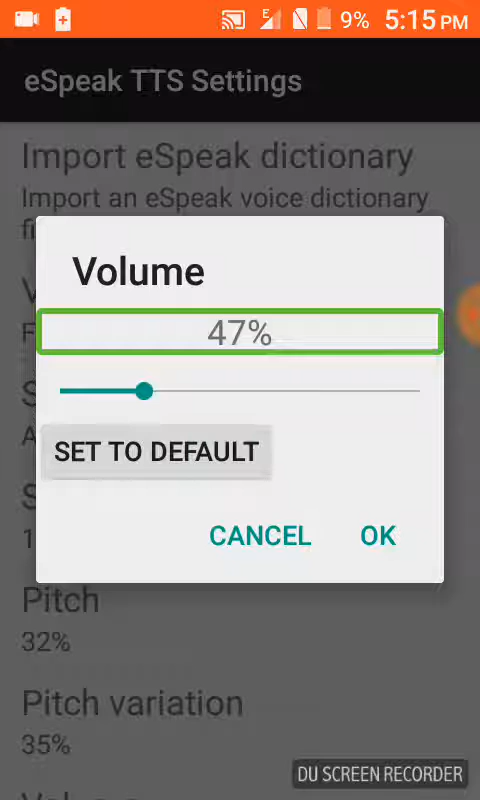 E
9%
5:15 PM
eSpeak TTS Settings
Import eSpeak dictionary
Import an eSpeak voice dictionary
Volume
47%
SET TO DEFAULT
CANCEL
OK
Pitch
32%
Pitch variation
35%
DU SCREEN RECORDER